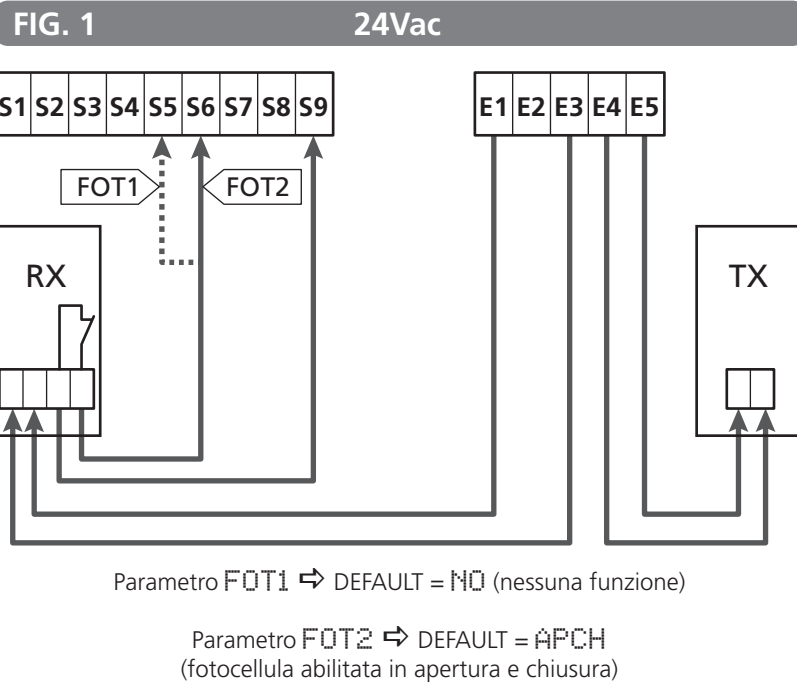 FIG. 1 24Vac
S1 S2 S3 S4 S5 S6 S7 S8 S9 E1 E2 E3 E4 E5
FOT1 FOT2
RX TX
Parametro FOT1 ⇨ DEFAULT = NO (nessuna funzione)
Parametro FOT2 ⇨ DEFAULT = APCH
(fotocellula abilitata in apertura e chiusura)